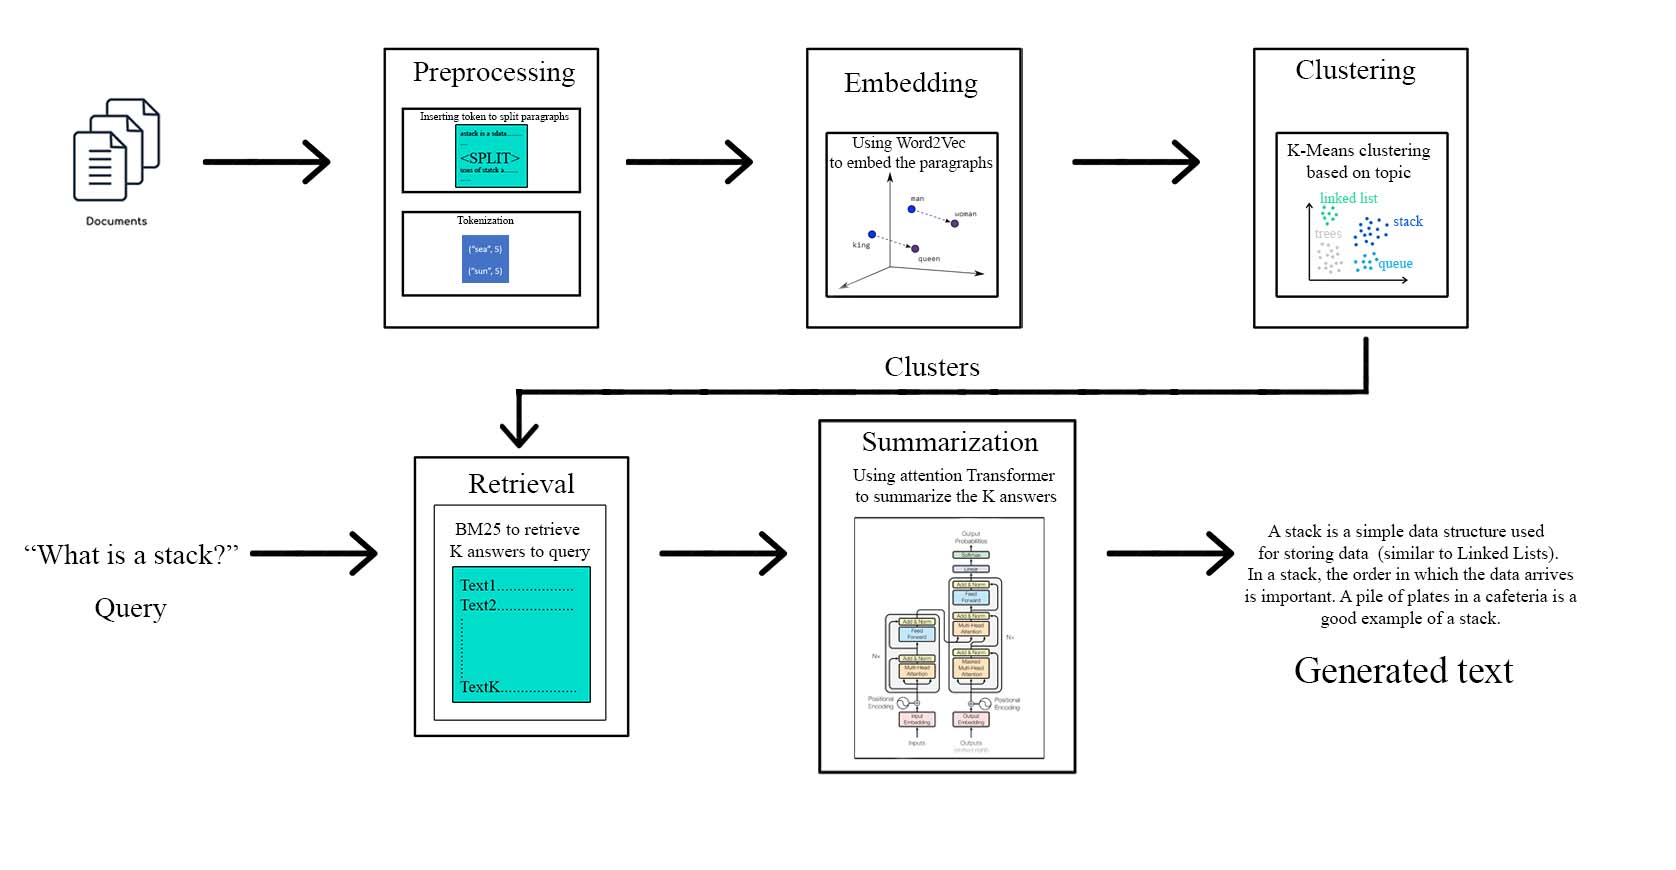 Documents
Preprocessing
Inserting token to split paragraphs
astack is a sdata........
....
<SPLIT>
tons of statck a.......
......
Tokenization
("sea", 5)
("sun", 5)
Embedding
Using Word2Vec
to embed the paragraphs
man
woman
king
queen
Clustering
K-Means clustering
based on topic
linked list
stack
trees
queue
Clusters
“What is a stack?”
Query
Retrieval
BM25 to retrieve
K answers to query
Text1...................
Text2...................
TextK...................
Summarization
Using attention Transformer
to summarize the K answers
Output
Probabilities
Softmax
Linear
Add & Norm
Feed
Forward
Add & Norm
Multi-Head
Attention
Add & Norm
Masked
Multi-Head
Attention
Nx
Add & Norm
Feed
Forward
Add & Norm
Multi-Head
Attention
Nx
Positional
Encoding
Positional
Encoding
Input
Embedding
Output
Embedding
Inputs
Outputs
(shifted right)
A stack is a simple data structure used
for storing data  (similar to Linked Lists).
In a stack, the order in which the data arrives
is important. A pile of plates in a cafeteria is a
good example of a stack.
Generated text